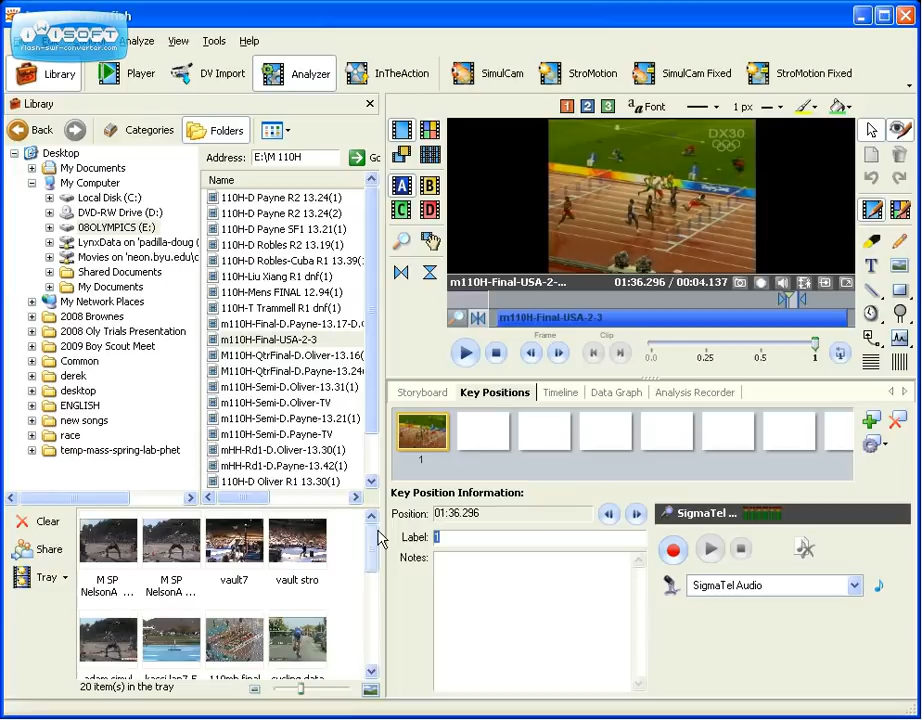 iWiSOFT
flash-swf-converter.com
Analyze View Tools Help
Library Player DV Import Analyzer InTheAction SimulCam StroMotion SimulCam Fixed StroMotion Fixed
Library
Back Categories Folders Address: E:\M 110H Go
Desktop
My Documents
My Computer
Local Disk (C:)
DVD-RW Drive (D:)
08OLYMPICS (E:)
LynxData on 'padilla-doug (
Movies on 'neon.byu.edu\
Shared Documents
My Documents
My Network Places
2008 Brownes
2008 Oly Trials Presentation
2009 Boy Scout Meet
Common
derek
desktop
ENGLISH
new songs
race
temp-mass-spring-lab-phet
Name
110H-D Payne R2 13.24(1)
110H-D Payne R2 13.24(2)
110H-D Payne SF1 13.21(1)
110H-D Robles R2 13.19(1)
110H-D Robles-Cuba R1 13.39(
110H-Liu Xiang R1 dnf(1)
110H-Mens FINAL 12.94(1)
110H-T Trammell R1 dnf(1)
m110H-Final-D.Payne-13.17-D.
m110H-Final-USA-2-3
M110H-QtrFinal-D.Oliver-13.16(
M110H-QtrFinal-D.Payne-13.24
m110H-Semi-D.Oliver-13.31(1)
m110H-Semi-D.Oliver-TV
m110H-Semi-D.Payne-13.21(1)
m110H-Semi-D.Payne-TV
mHH-Rd1-D.Oliver-13.30(1)
mHH-Rd1-D.Payne-13.42(1)
110H-D Oliver R1 13.30(1)
Clear
Share
Tray
M SP NelsonA ...
M SP NelsonA ...
vault7
vault stro
20 item(s) in the tray
1 2 3 a a Font 1 px
DX30
m110H-Final-USA-2-... 01:36.296 / 00:04.137
m110H-Final-USA-2-3
Frame Clip
0.0 0.25 0.5 1
A B
C D
T
Storyboard Key Positions Timeline Data Graph Analysis Recorder
1
Key Position Information:
Position: 01:36.296
Label: 1
Notes:
SigmaTel ...
SigmaTel Audio